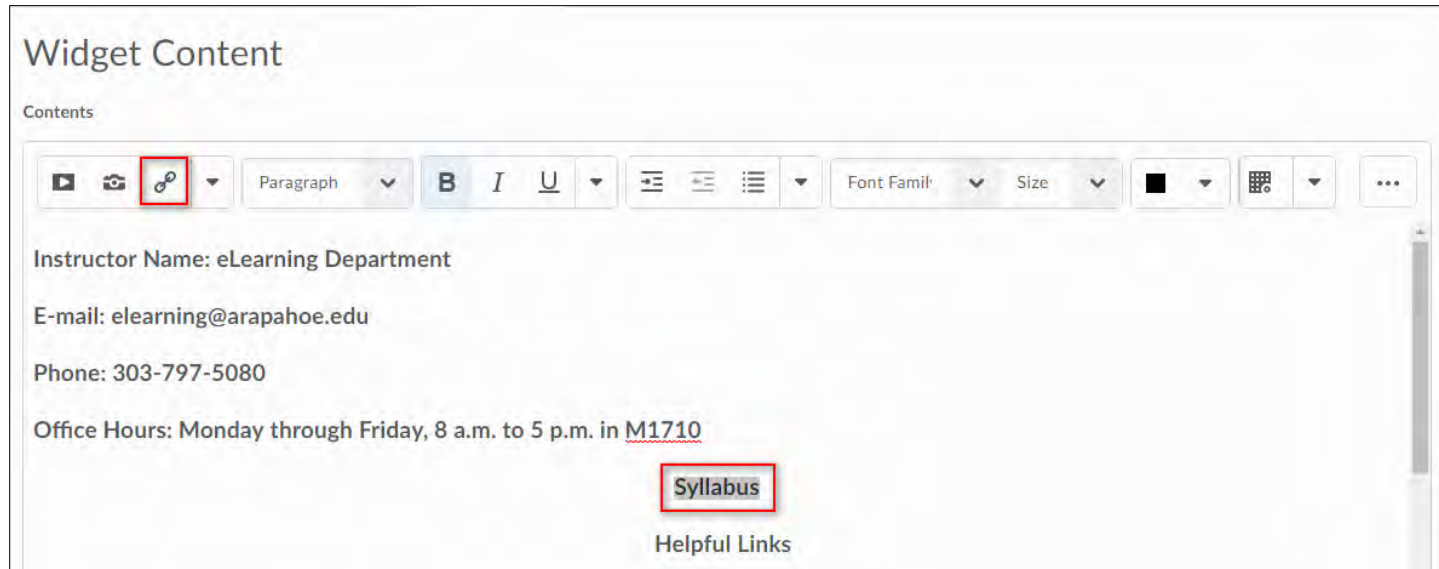 Widget Content
Contents
Paragraph B I U Font Famil Size
Instructor Name: eLearning Department
E-mail: elearning@arapahoe.edu
Phone: 303-797-5080
Office Hours: Monday through Friday, 8 a.m. to 5 p.m. in M1710
Syllabus
Helpful Links